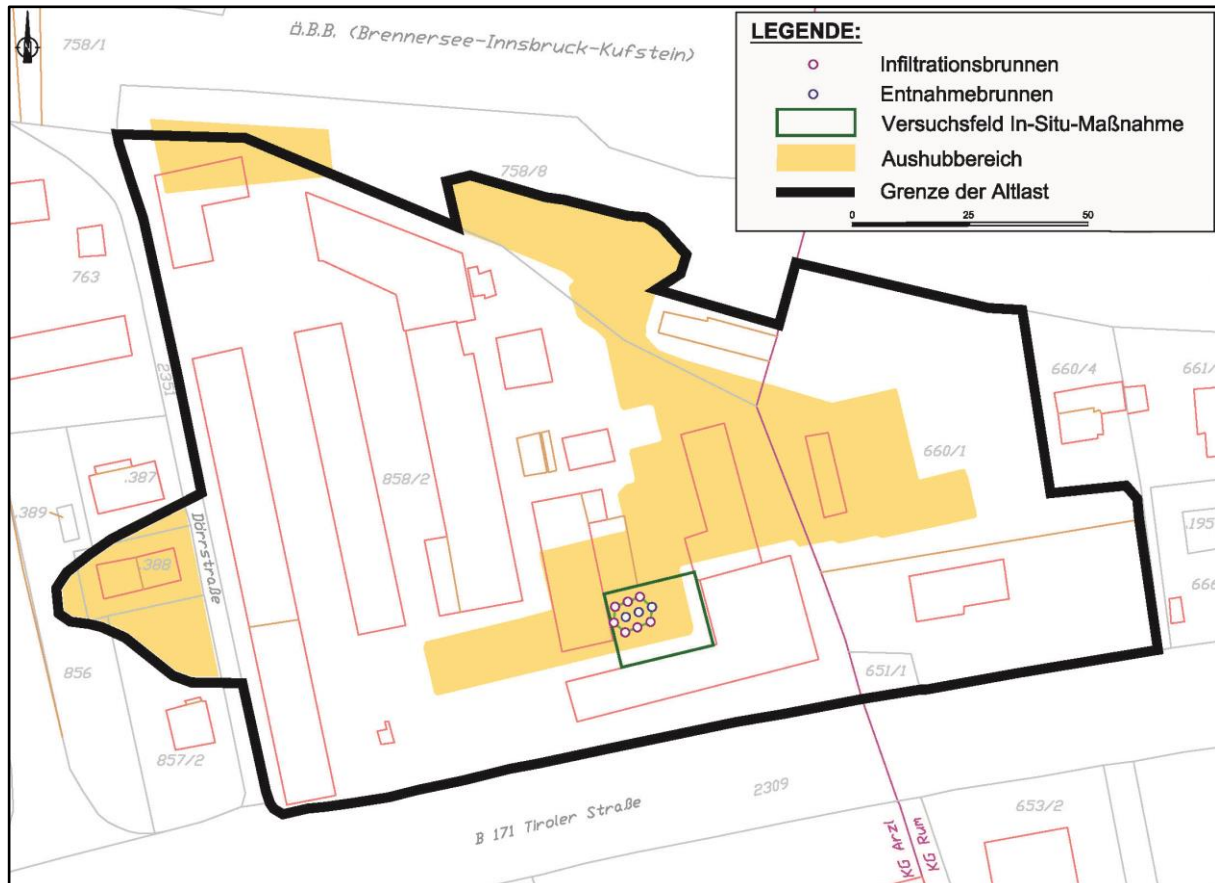 758/1
ö.B.B. (Brennersee-Innsbruck-Kufstein)
LEGENDE:
Infiltrationsbrunnen
Entnahmebrunnen
Versuchsfeld In-Situ-Maßnahme
Aushubbereich
Grenze der Altlast
0 25 50
758/8
763
2351
660/4
661/
858/2
660/1
.387
.389
.388
Dörrstraße
.195
666
856
651/1
857/2
B 171 Tiroler Straße
2309
653/2
KG Arzl
KG Rum